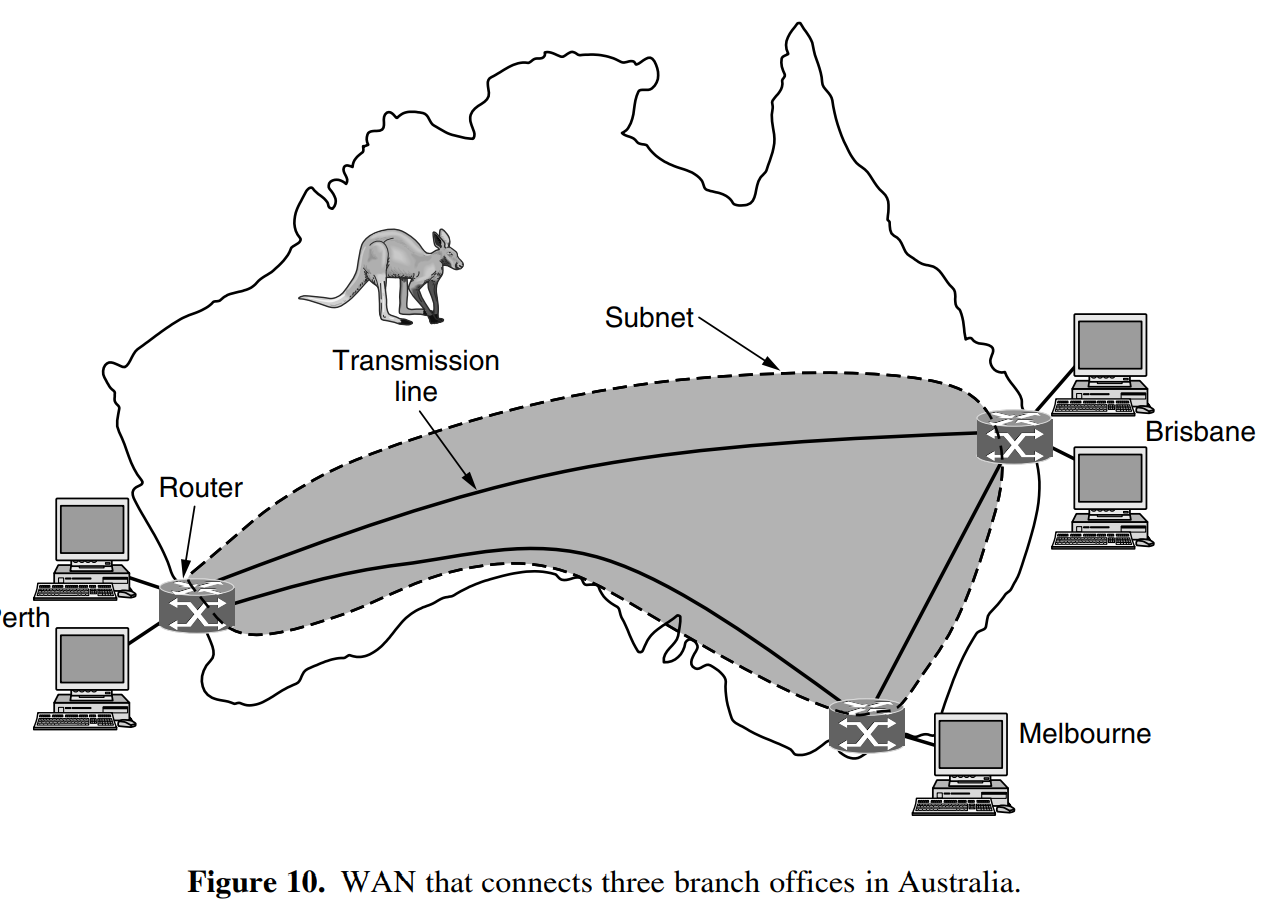 Subnet
Transmission
line
Brisbane
Router
erth
Melbourne
Figure 10. WAN that connects three branch offices in Australia.